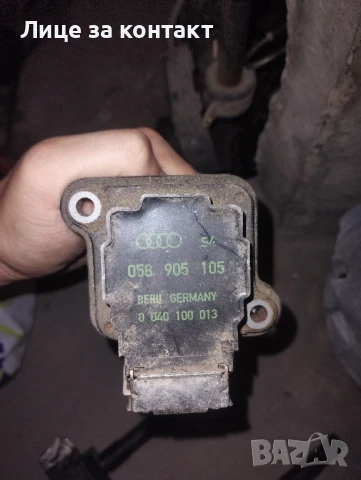 Лице за контакт
54
058 905 105
BERU GERMANY
0 040 100 013
BAZAR